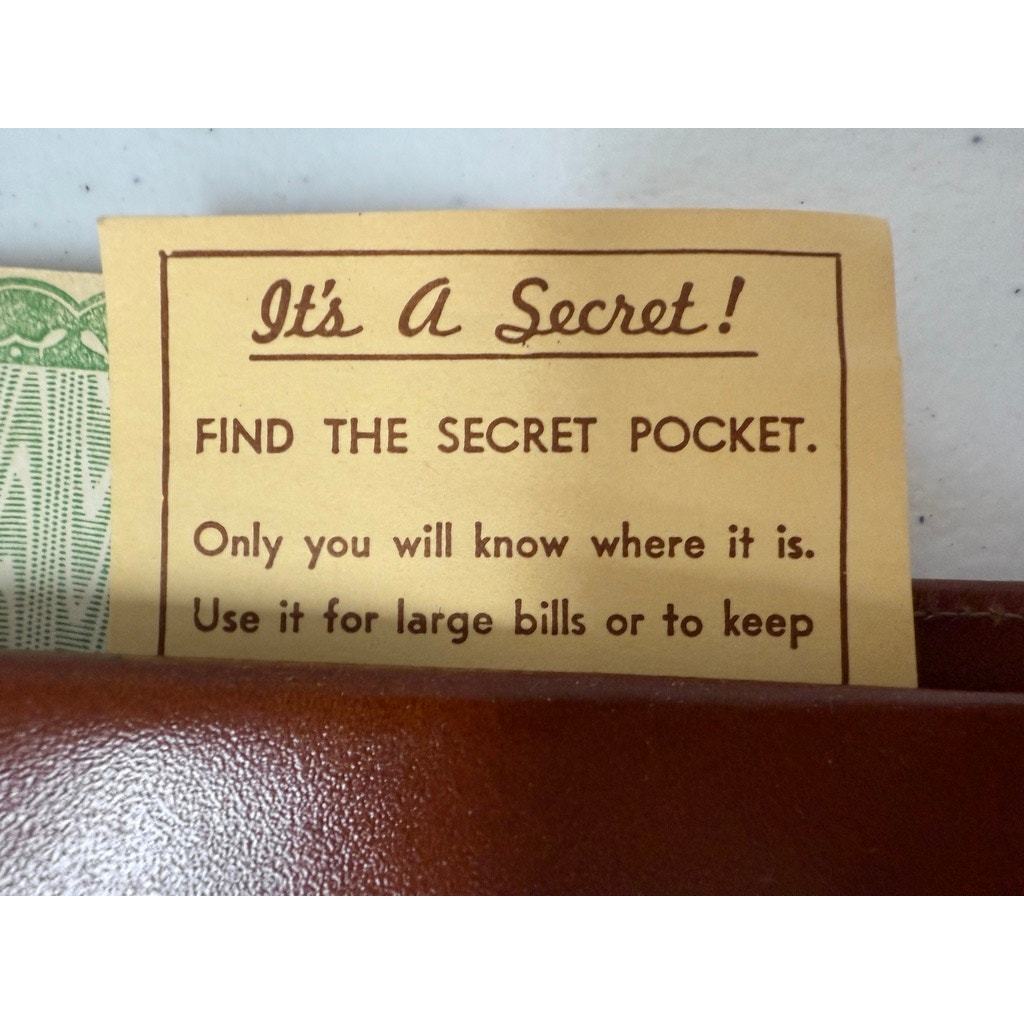 It's A Secret!
FIND THE SECRET POCKET.
Only you will know where it is.
Use it for large bills or to keep